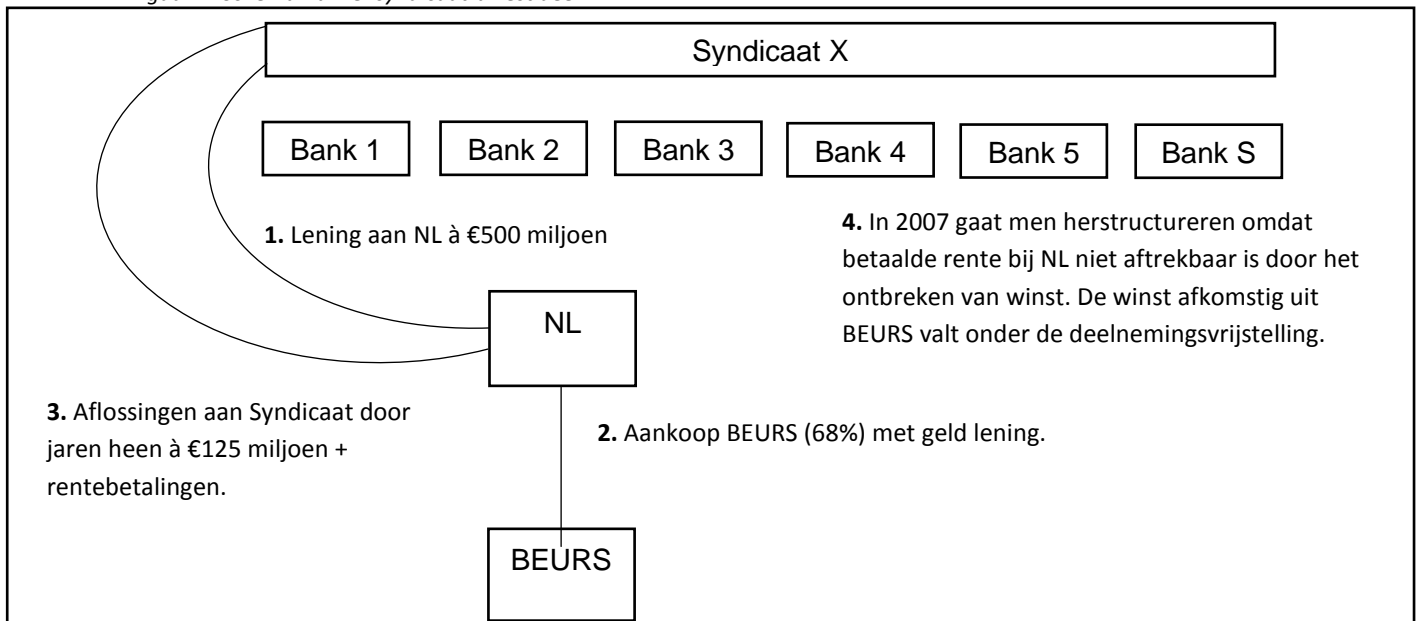 Syndicaat X
Bank 1
Bank 2
Bank 3
Bank 4
Bank 5
Bank S
1. Lening aan NL à €500 miljoen
4. In 2007 gaat men herstructureren omdat
betaalde rente bij NL niet aftrekbaar is door het
ontbreken van winst. De winst afkomstig uit
BEURS valt onder de deelnemingsvrijstelling.
NL
3. Aflossingen aan Syndicaat door
jaren heen à €125 miljoen +
rentebetalingen.
2. Aankoop BEURS (68%) met geld lening.
BEURS